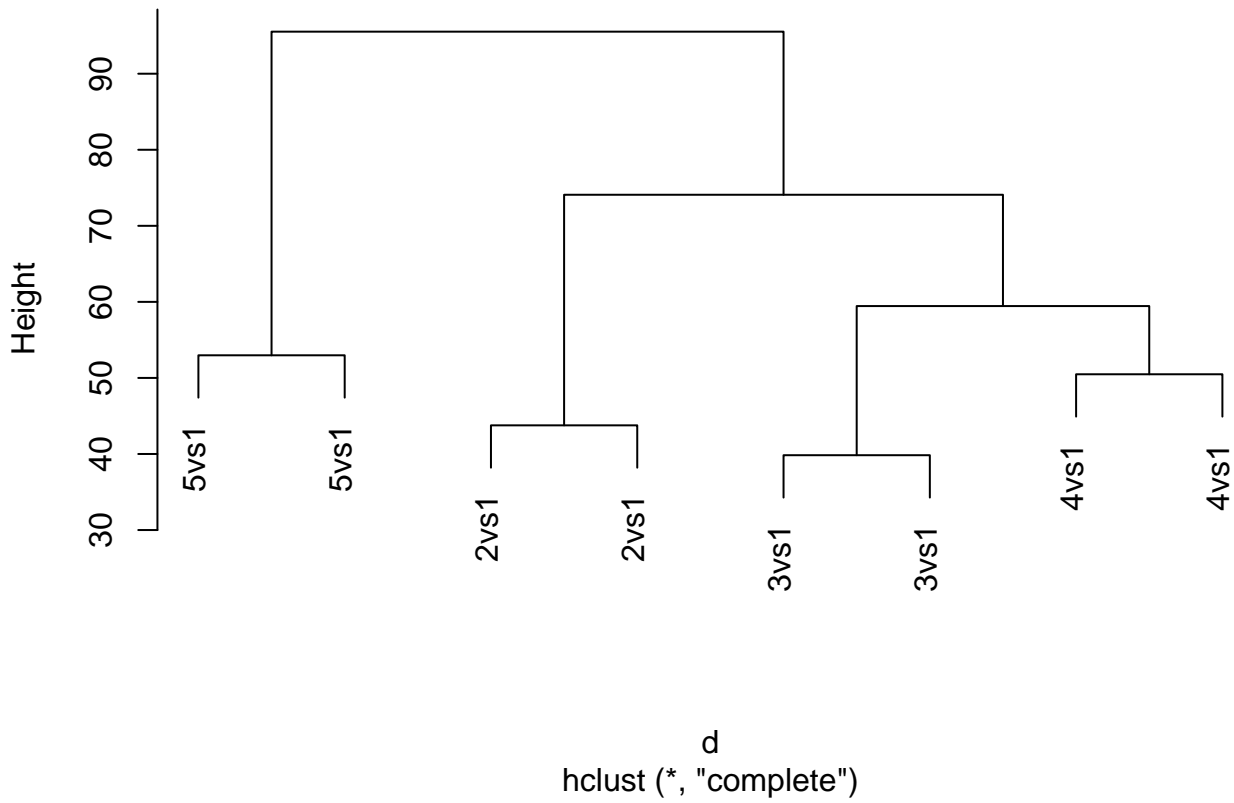 Height
90
80
70
60
50
40
30
5vs1
5vs1
2vs1
2vs1
3vs1
3vs1
4vs1
4vs1
d
hclust (*, "complete")